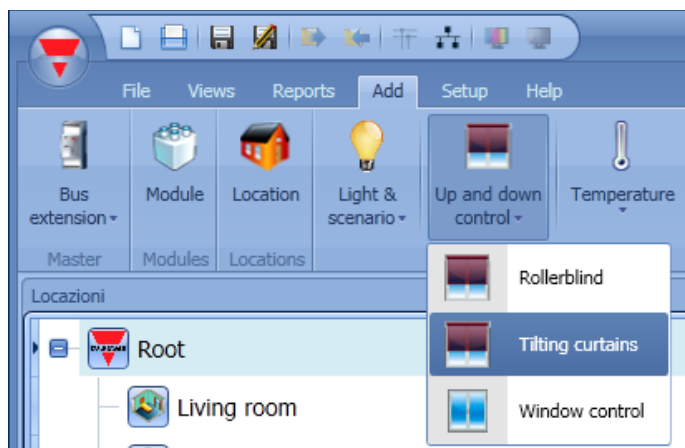 File Views Reports Add Setup Help
Bus extension Module Location Light & scenario Up and down control Temperature
Master Modules Locations
Rollerblind
Locazioni
Tilting curtains
Root
Window control
Living room